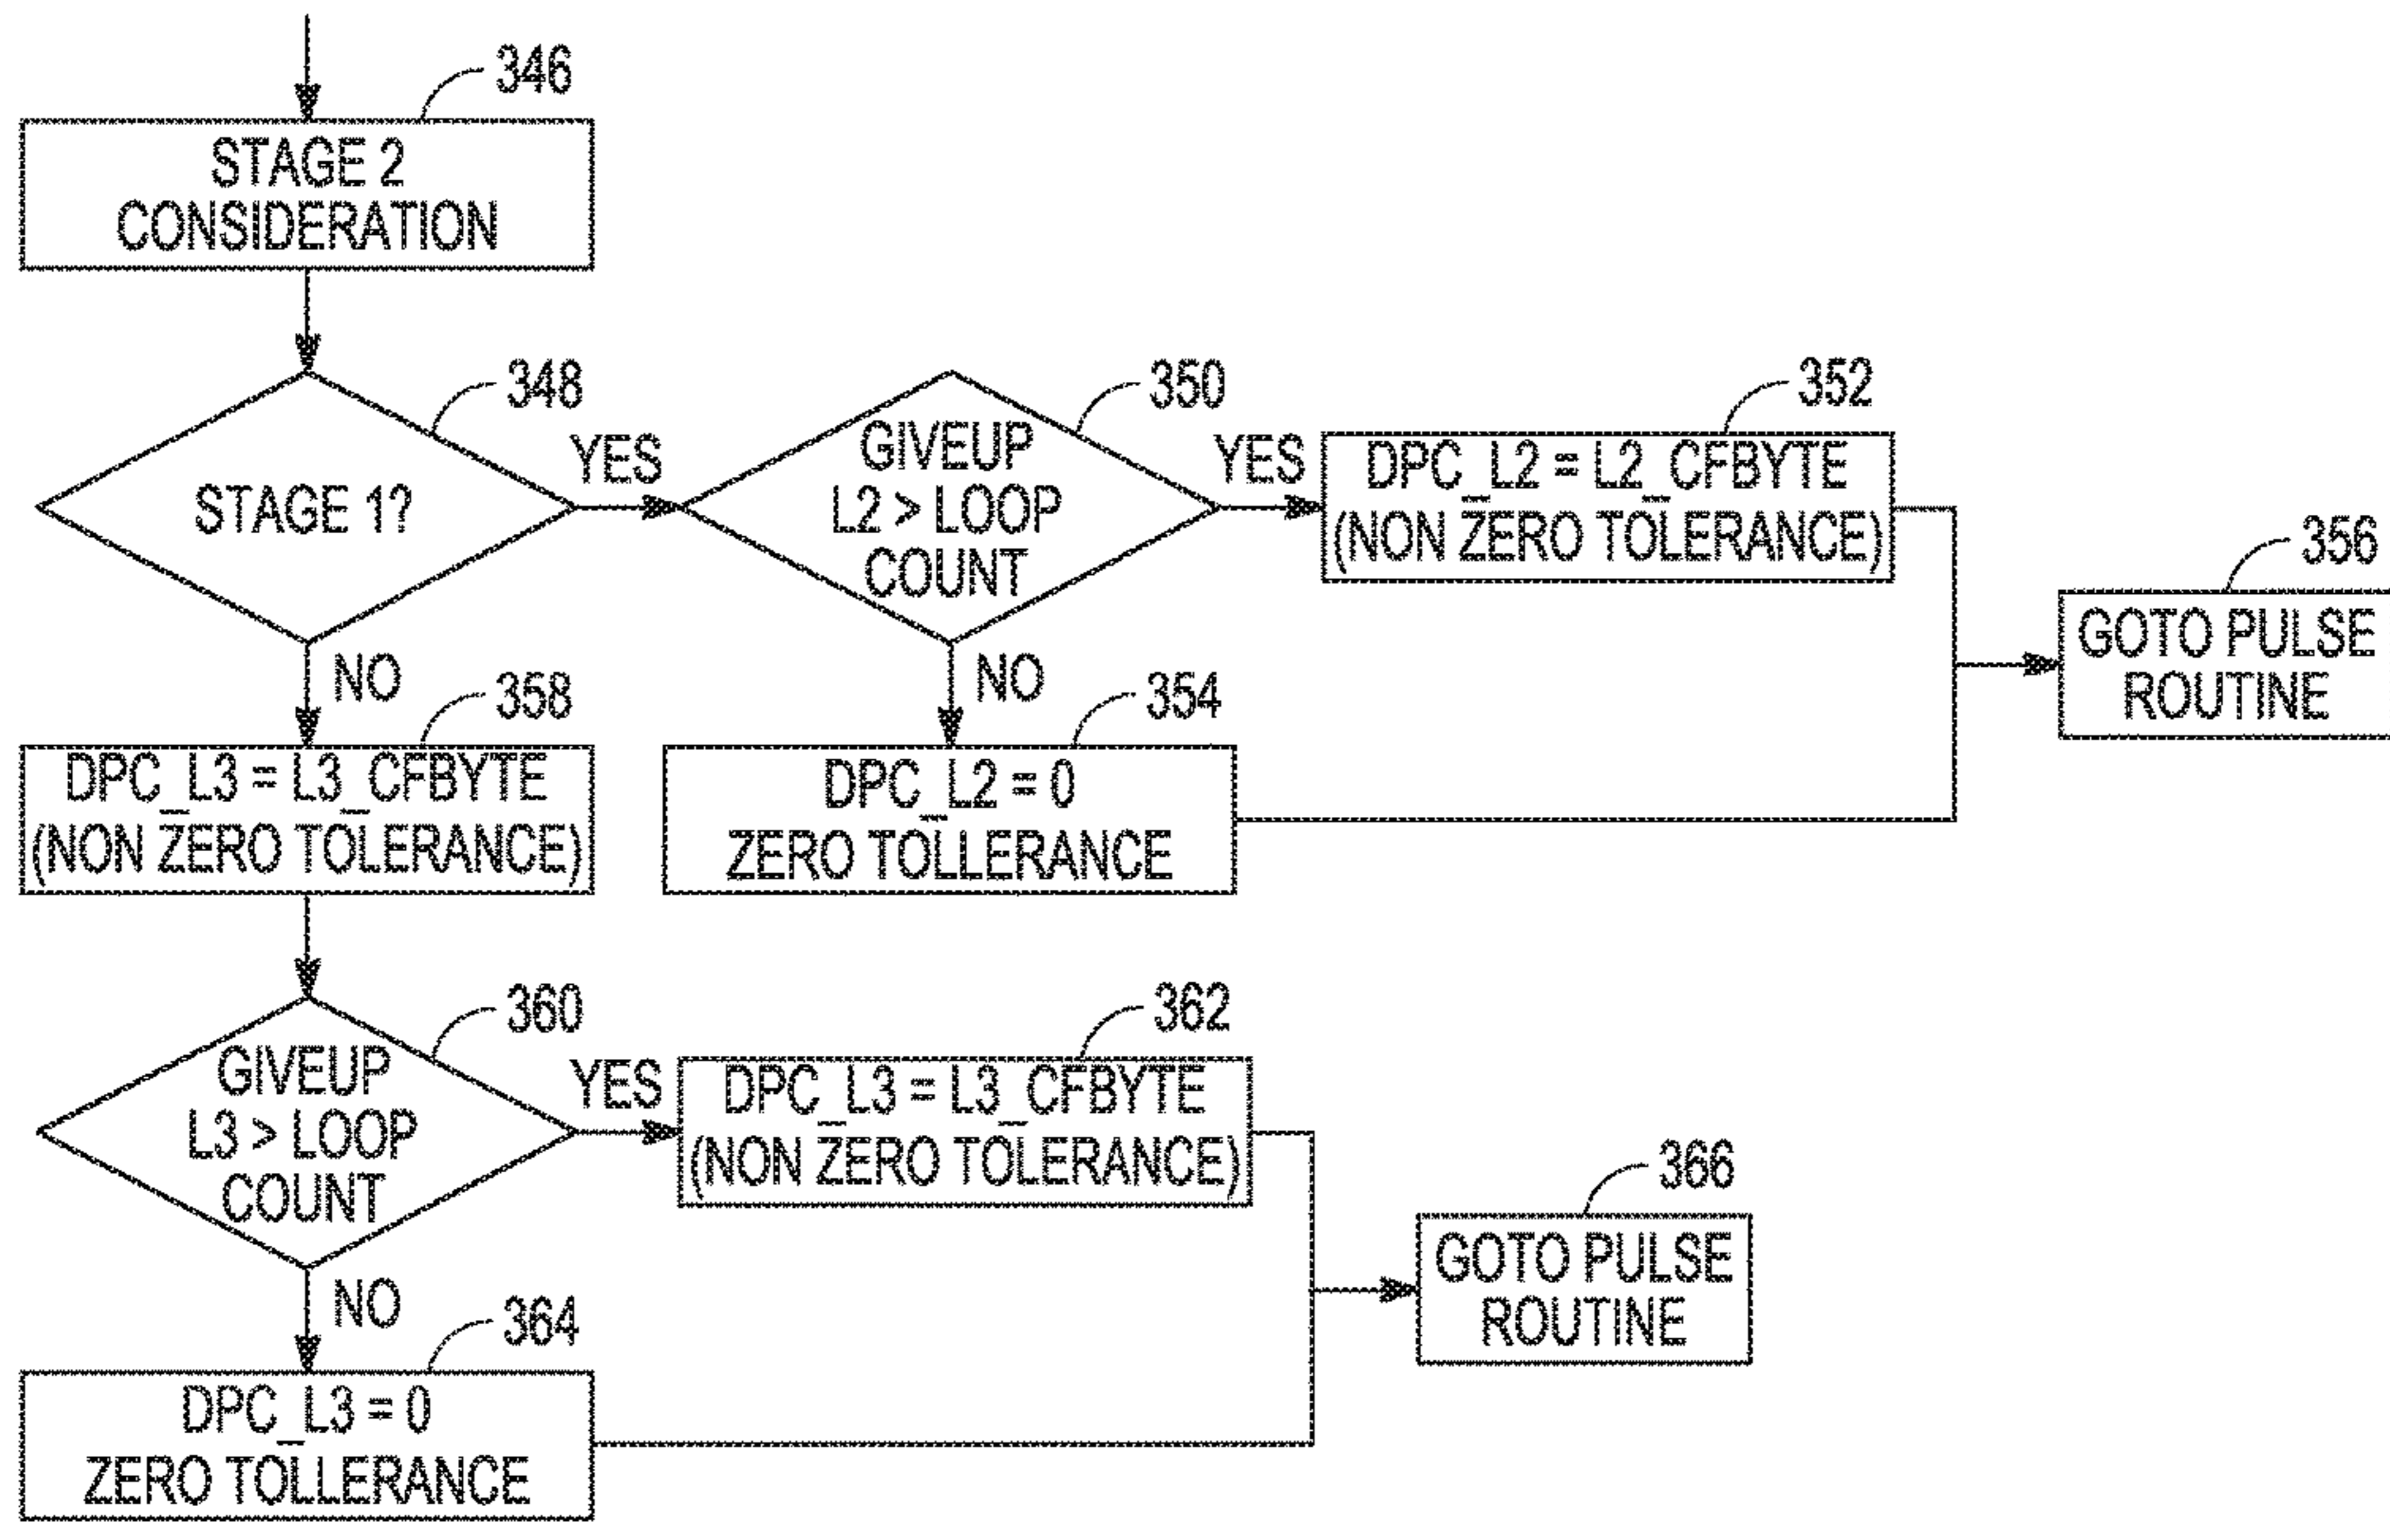 346
STAGE 2
CONSIDERATION
348
STAGE 1?
YES
NO
350
GIVEUP
L2 > LOOP
COUNT
YES
NO
352
DPC_L2 = L2_CFBYTE
(NON ZERO TOLERANCE)
354
DPC_L2 = 0
ZERO TOLLERANCE
356
GOTO PULSE
ROUTINE
358
DPC_L3 = L3_CFBYTE
(NON ZERO TOLERANCE)
360
GIVEUP
L3 > LOOP
COUNT
YES
NO
362
DPC_L3 = L3_CFBYTE
(NON ZERO TOLERANCE)
364
DPC_L3 = 0
ZERO TOLLERANCE
366
GOTO PULSE
ROUTINE